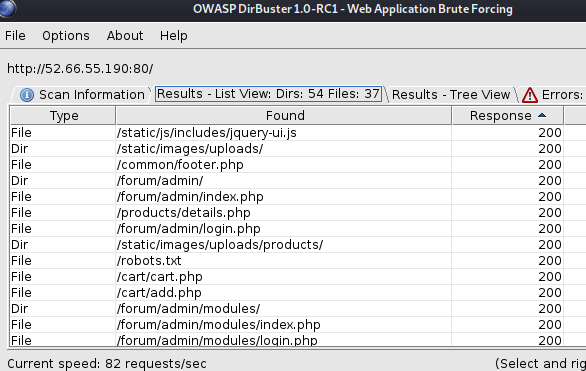 OWASP DirBuster 1.0-RC1 - Web Application Brute Forcing
File Options About Help
http://52.66.55.190:80/
Scan Information Results - List View: Dirs: 54 Files: 37 Results - Tree View Errors:
Type Found Response
File /static/js/includes/jquery-ui.js 200
Dir /static/images/uploads/ 200
File /common/footer.php 200
Dir /forum/admin/ 200
File /forum/admin/index.php 200
File /products/details.php 200
File /forum/admin/login.php 200
Dir /static/images/uploads/products/ 200
File /robots.txt 200
File /cart/cart.php 200
File /cart/add.php 200
Dir /forum/admin/modules/ 200
File /forum/admin/modules/index.php 200
File /forum/admin/modules/login.php 200
Current speed: 82 requests/sec (Select and rig